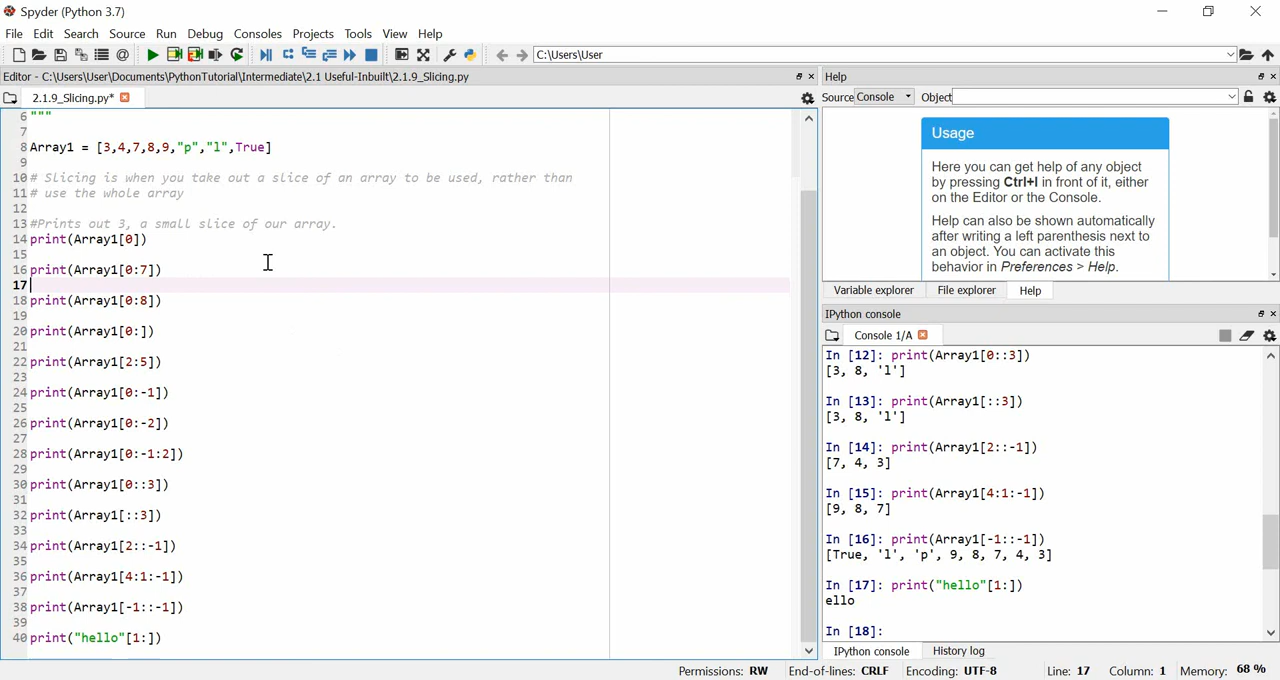 Spyder (Python 3.7)
File Edit Search Source Run Debug Consoles Projects Tools View Help
C:\Users\User
Editor - C:\Users\User\Documents\PythonTutorial\Intermediate\2.1 Useful-Inbuilt\2.1.9_Slicing.py
2.1.9_Slicing.py*
6 """
7
8 Array1 = [3,4,7,8,9,"p","l",True]
9
10 # Slicing is when you take out a slice of an array to be used, rather than
11 # use the whole array
12
13 #Prints out 3, a small slice of our array.
14 print(Array1[0])
15
16 print(Array1[0:7])
17
18 print(Array1[0:8])
19
20 print(Array1[0:])
21
22 print(Array1[2:5])
23
24 print(Array1[0:-1])
25
26 print(Array1[0:-2])
27
28 print(Array1[0:-1:2])
29
30 print(Array1[0::3])
31
32 print(Array1[::3])
33
34 print(Array1[2::-1])
35
36 print(Array1[4:1:-1])
37
38 print(Array1[-1::-1])
39
40 print("hello"[1:])
Help
Source Console Object
Usage
Here you can get help of any object
by pressing Ctrl+I in front of it, either
on the Editor or the Console.
Help can also be shown automatically
after writing a left parenthesis next to
an object. You can activate this
behavior in Preferences > Help.
Variable explorer File explorer Help
IPython console
Console 1/A
In [12]: print(Array1[0::3])
[3, 8, 'l']
In [13]: print(Array1[::3])
[3, 8, 'l']
In [14]: print(Array1[2::-1])
[7, 4, 3]
In [15]: print(Array1[4:1:-1])
[9, 8, 7]
In [16]: print(Array1[-1::-1])
[True, 'l', 'p', 9, 8, 7, 4, 3]
In [17]: print("hello"[1:])
ello
In [18]:
IPython console History log
Permissions: RW End-of-lines: CRLF Encoding: UTF-8 Line: 17 Column: 1 Memory: 68 %